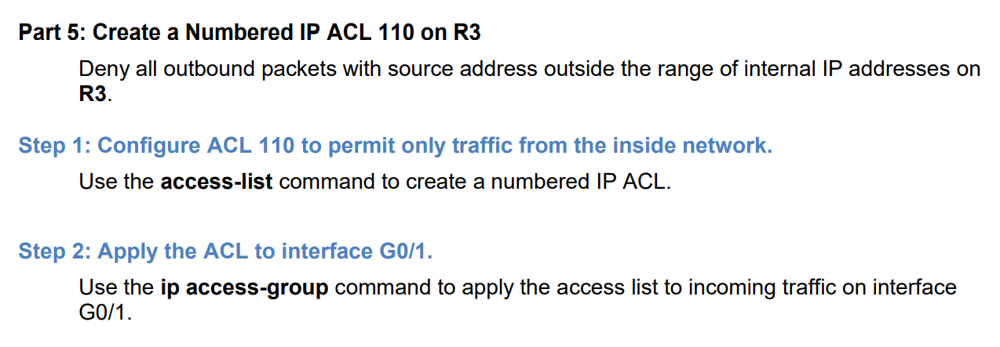 Part 5: Create a Numbered IP ACL 110 on R3
Deny all outbound packets with source address outside the range of internal IP addresses on
R3.
Step 1: Configure ACL 110 to permit only traffic from the inside network.
Use the access-list command to create a numbered IP ACL.
Step 2: Apply the ACL to interface G0/1.
Use the ip access-group command to apply the access list to incoming traffic on interface
G0/1.